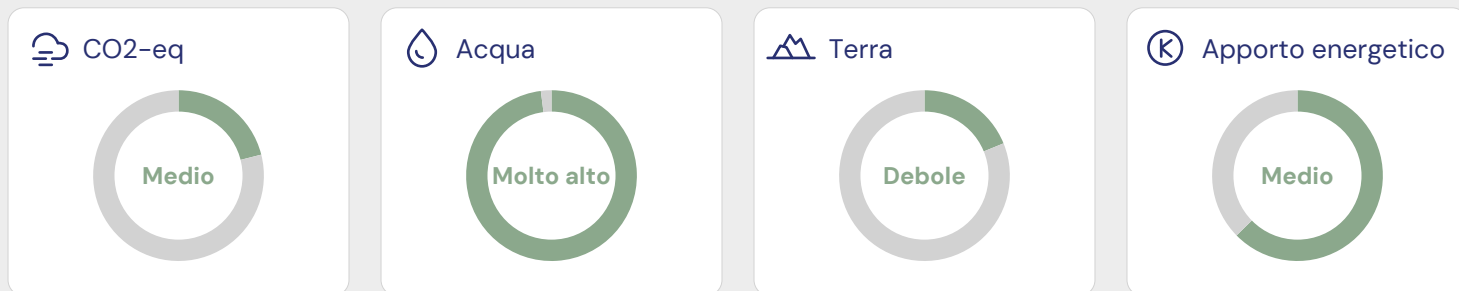 CO2-eq
Medio
Acqua
Molto alto
Terra
Debole
Apporto energetico
Medio